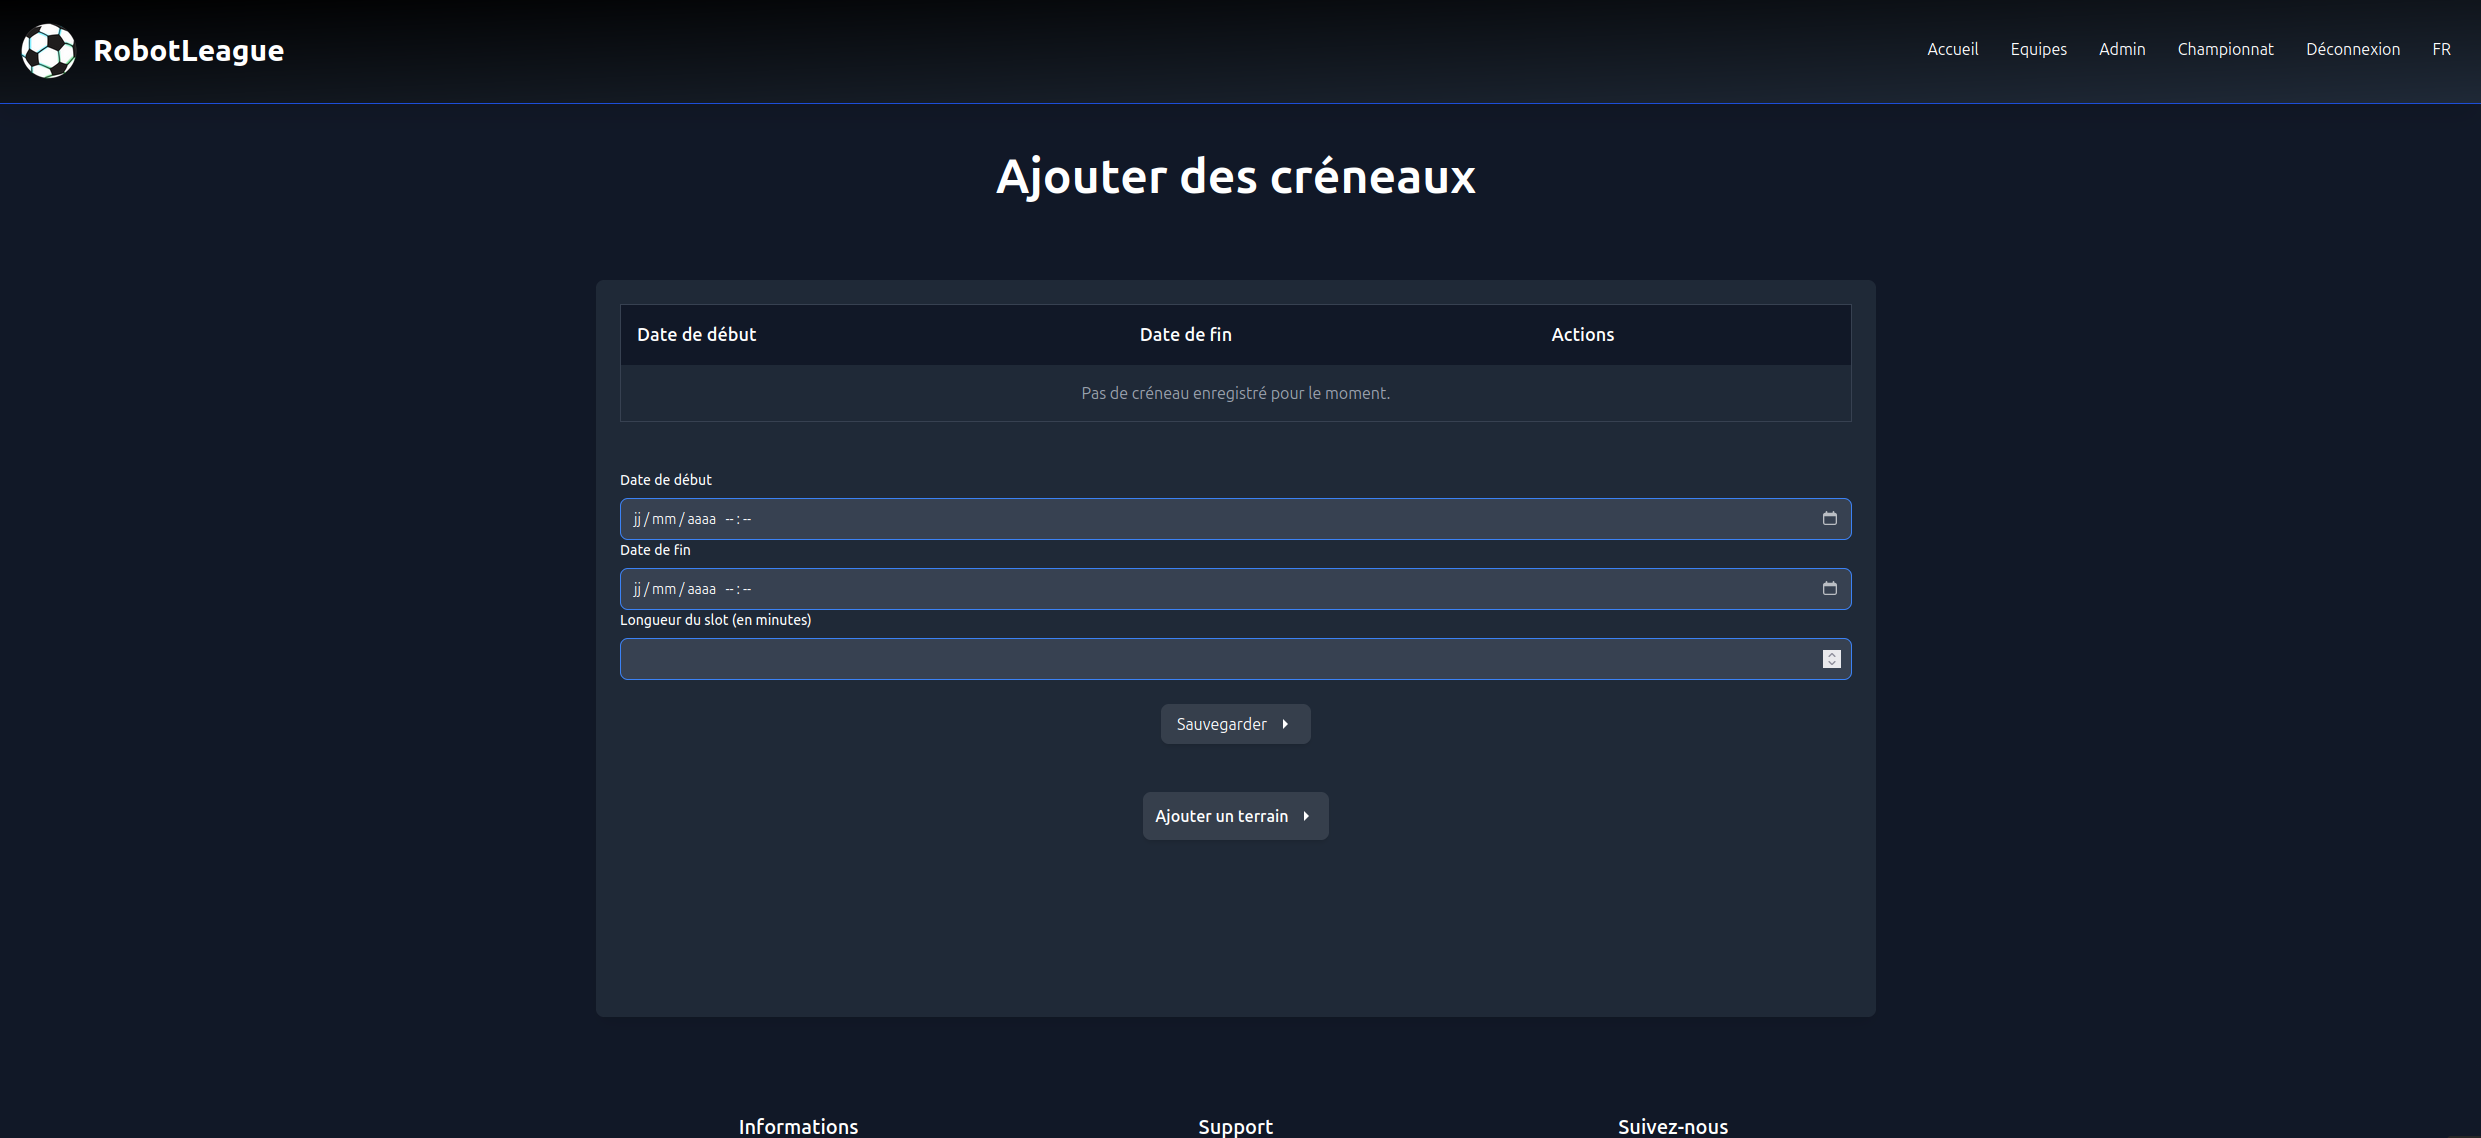 RobotLeague
Accueil Equipes Admin Championnat Déconnexion FR
Ajouter des créneaux
Date de début Date de fin Actions
Pas de créneau enregistré pour le moment.
Date de début
jj/mm/aaaa --:--
Date de fin
jj/mm/aaaa --:--
Longueur du slot (en minutes)
Sauvegarder
Ajouter un terrain
Informations Support Suivez-nous